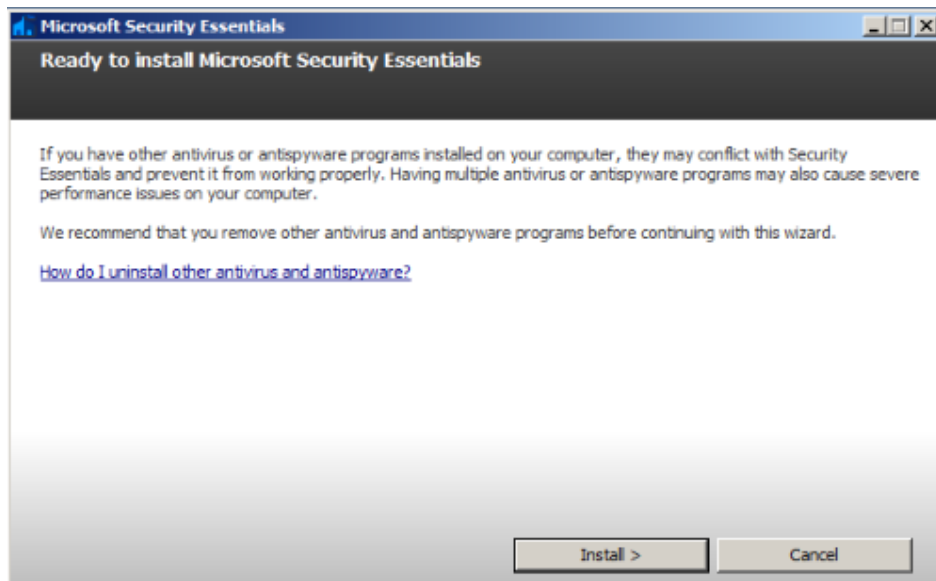 Microsoft Security Essentials
Ready to install Microsoft Security Essentials
If you have other antivirus or antispyware programs installed on your computer, they may conflict with Security
Essentials and prevent it from working properly. Having multiple antivirus or antispyware programs may also cause severe
performance issues on your computer.
We recommend that you remove other antivirus and antispyware programs before continuing with this wizard.
How do I uninstall other antivirus and antispyware?
Install >
Cancel